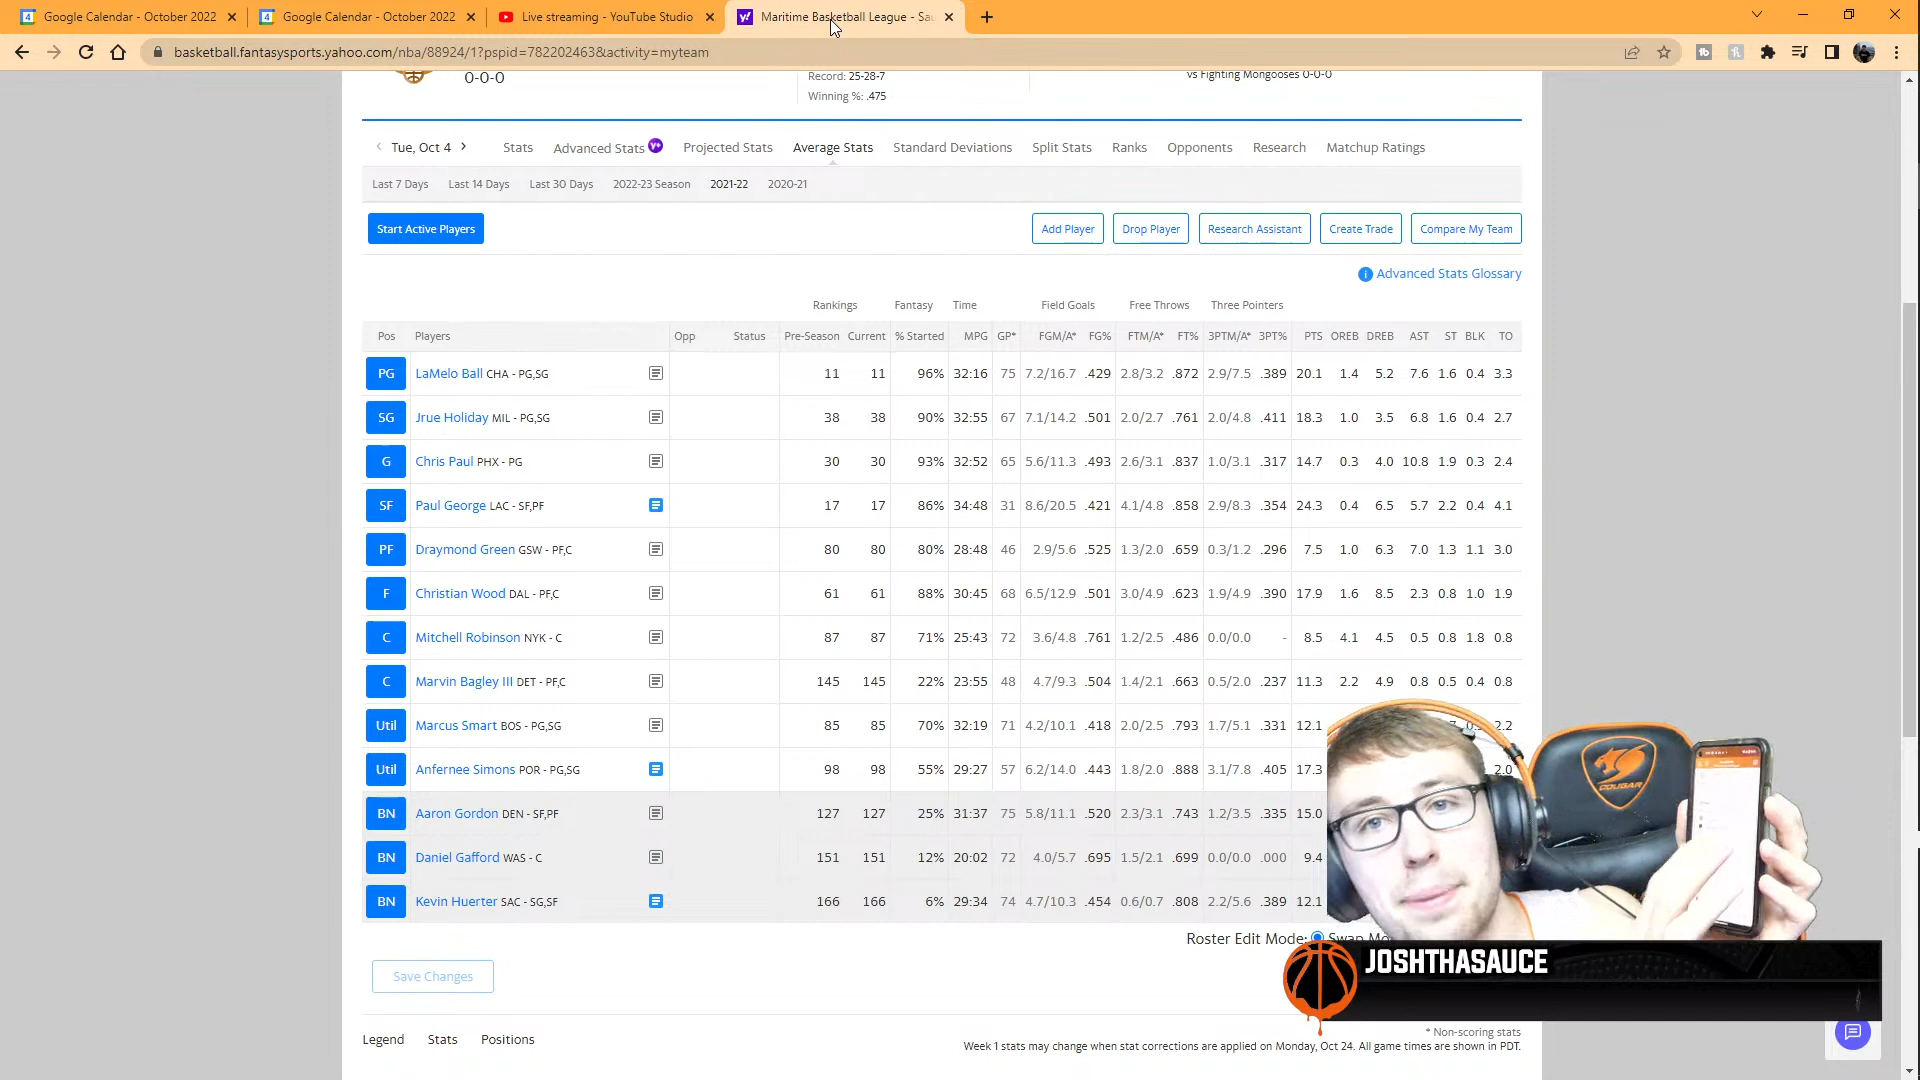 Google Calendar - October 2022
Google Calendar - October 2022
Live streaming - YouTube Studio
Maritime Basketball League - Sau
basketball.fantasysports.yahoo.com/nba/88924/1?pspid=782202463&activity=myteam
0-0-0
Record: 25-28-7
Winning %: .475
vs Fighting Mongooses 0-0-0
Tue, Oct 4 Stats Advanced Stats Y+ Projected Stats Average Stats Standard Deviations Split Stats Ranks Opponents Research Matchup Ratings
Last 7 Days Last 14 Days Last 30 Days 2022-23 Season 2021-22 2020-21
Start Active Players Add Player Drop Player Research Assistant Create Trade Compare My Team
Advanced Stats Glossary
Rankings Fantasy Time Field Goals Free Throws Three Pointers
Pos Players Opp Status Pre-Season Current % Started MPG GP* FGM/A* FG% FTM/A* FT% 3PTM/A* 3PT% PTS OREB DREB AST ST BLK TO
PG LaMelo Ball CHA - PG,SG 11 11 96% 32:16 75 7.2/16.7 .429 2.8/3.2 .872 2.9/7.5 .389 20.1 1.4 5.2 7.6 1.6 0.4 3.3
SG Jrue Holiday MIL - PG,SG 38 38 90% 32:55 67 7.1/14.2 .501 2.0/2.7 .761 2.0/4.8 .411 18.3 1.0 3.5 6.8 1.6 0.4 2.7
G Chris Paul PHX - PG 30 30 93% 32:52 65 5.6/11.3 .493 2.6/3.1 .837 1.0/3.1 .317 14.7 0.3 4.0 10.8 1.9 0.3 2.4
SF Paul George LAC - SF,PF 17 17 86% 34:48 31 8.6/20.5 .421 4.1/4.8 .858 2.9/8.3 .354 24.3 0.4 6.5 5.7 2.2 0.4 4.1
PF Draymond Green GSW - PF,C 80 80 80% 28:48 46 2.9/5.6 .525 1.3/2.0 .659 0.3/1.2 .296 7.5 1.0 6.3 7.0 1.3 1.1 3.0
F Christian Wood DAL - PF,C 61 61 88% 30:45 68 6.5/12.9 .501 3.0/4.9 .623 1.9/4.9 .390 17.9 1.6 8.5 2.3 0.8 1.0 1.9
C Mitchell Robinson NYK - C 87 87 71% 25:43 72 3.6/4.8 .761 1.2/2.5 .486 0.0/0.0 - 8.5 4.1 4.5 0.5 0.8 1.8 0.8
C Marvin Bagley III DET - PF,C 145 145 22% 23:55 48 4.7/9.3 .504 1.4/2.1 .663 0.5/2.0 .237 11.3 2.2 4.9 0.8 0.5 0.4 0.8
Util Marcus Smart BOS - PG,SG 85 85 70% 32:19 71 4.2/10.1 .418 2.0/2.5 .793 1.7/5.1 .331 12.1 2.2
Util Anfernee Simons POR - PG,SG 98 98 55% 29:27 57 6.2/14.0 .443 1.8/2.0 .888 3.1/7.8 .405 17.3 2.0
BN Aaron Gordon DEN - SF,PF 127 127 25% 31:37 75 5.8/11.1 .520 2.3/3.1 .743 1.2/3.5 .335 15.0
BN Daniel Gafford WAS - C 151 151 12% 20:02 72 4.0/5.7 .695 1.5/2.1 .699 0.0/0.0 .000 9.4
BN Kevin Huerter SAC - SG,SF 166 166 6% 29:34 74 4.7/10.3 .454 0.6/0.7 .808 2.2/5.6 .389 12.1
COUGAR
Roster Edit Mode: Swap Mo
JOSHTHASAUCE
Save Changes
* Non-scoring stats
Legend Stats Positions
Week 1 stats may change when stat corrections are applied on Monday, Oct 24. All game times are shown in PDT.